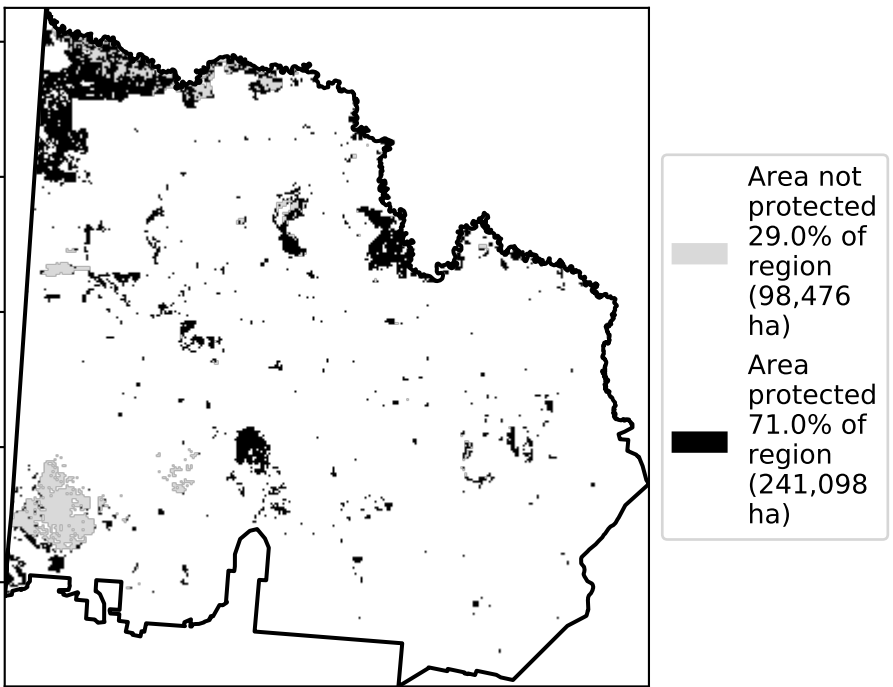 Area not
protected
29.0% of
region
(98,476
ha)
Area
protected
71.0% of
region
(241,098
ha)